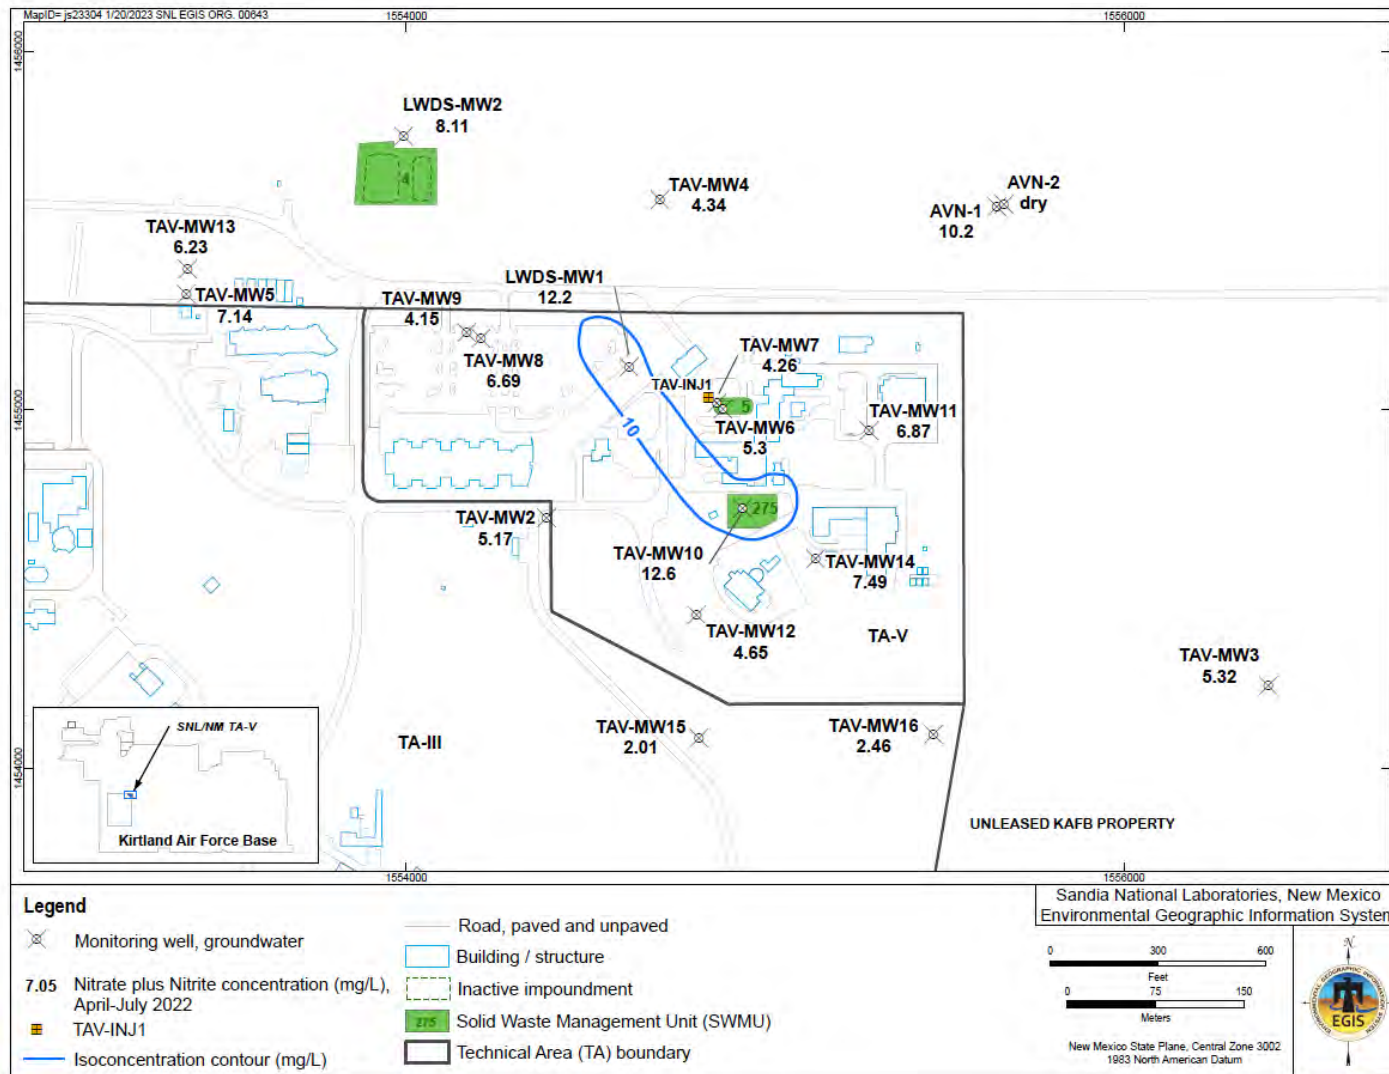 MapID= js23304 1/20/2023 SNL EGIS ORG. 00643
1554000
1556000
1456000
LWDS-MW2
8.11
4
TAV-MW4
4.34
AVN-2
dry
AVN-1
10.2
TAV-MW13
6.23
TAV-MW5
7.14
LWDS-MW1
12.2
TAV-MW9
4.15
TAV-MW8
6.69
TAV-MW7
4.26
TAV-INJ1
5
1455000
10
TAV-MW6
5.3
TAV-MW11
6.87
TAV-MW2
5.17
275
TAV-MW10
12.6
TAV-MW14
7.49
TAV-MW12
4.65
TA-V
TAV-MW3
5.32
SNL/NM TA-V
TA-III
TAV-MW15
2.01
TAV-MW16
2.46
1454000
Kirtland Air Force Base
UNLEASED KAFB PROPERTY
1554000
1556000
Legend
Monitoring well, groundwater
7.05 Nitrate plus Nitrite concentration (mg/L),
April-July 2022
TAV-INJ1
Isoconcentration contour (mg/L)
Road, paved and unpaved
Building / structure
Inactive impoundment
275 Solid Waste Management Unit (SWMU)
Technical Area (TA) boundary
Sandia National Laboratories, New Mexico
Environmental Geographic Information System
0 300 600
Feet
0 75 150
Meters
New Mexico State Plane, Central Zone 3002
1983 North American Datum
N
EGIS